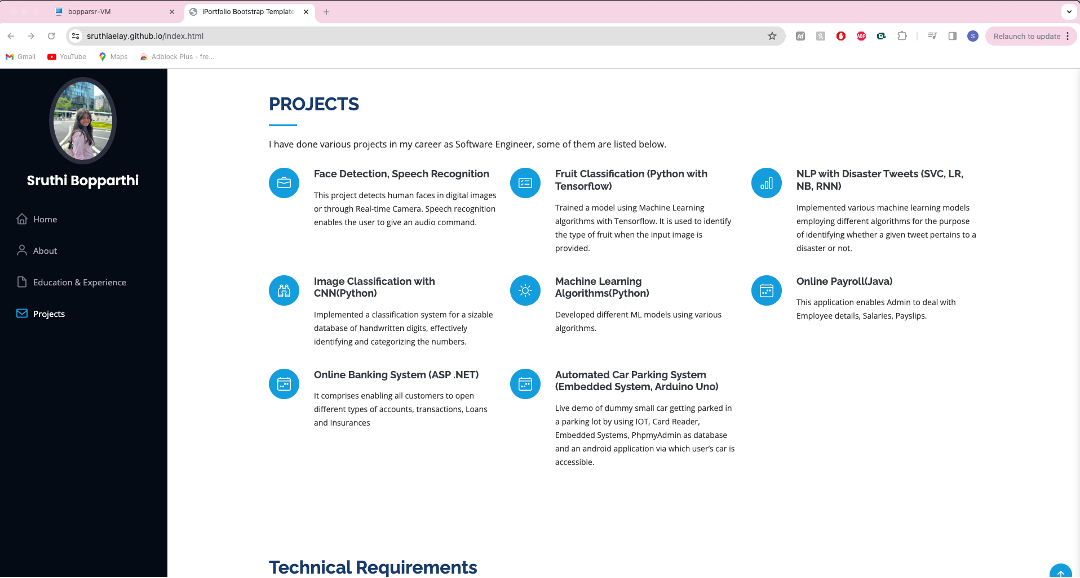 bopparsr-VM
iPortfolio Bootstrap Template
sruthiaelay.github.io/index.html
ABP
S
Relaunch to update
Gmail
YouTube
Maps
Adblock Plus - fre...
Sruthi Bopparthi
Home
About
Education & Experience
Projects
PROJECTS
I have done various projects in my career as Software Engineer, some of them are listed below.
Face Detection, Speech Recognition
This project detects human faces in digital images
or through Real-time Camera. Speech recognition
enables the user to give an audio command.
Fruit Classification (Python with
Tensorflow)
Trained a model using Machine Learning
algorithms with Tensorflow. It is used to identify
the type of fruit when the input image is
provided.
NLP with Disaster Tweets (SVC, LR,
NB, RNN)
Implemented various machine learning models
employing different algorithms for the purpose
of identifying whether a given tweet pertains to a
disaster or not.
Image Classification with
CNN(Python)
Implemented a classification system for a sizable
database of handwritten digits, effectively
identifying and categorizing the numbers.
Machine Learning
Algorithms(Python)
Developed different ML models using various
algorithms.
Online Payroll(Java)
This application enables Admin to deal with
Employee details, Salaries, Payslips.
Online Banking System (ASP .NET)
It comprises enabling all customers to open
different types of accounts, transactions, Loans
and Insurances
Automated Car Parking System
(Embedded System, Arduino Uno)
Live demo of dummy small car getting parked in
a parking lot by using IOT, Card Reader,
Embedded Systems, PhpmyAdmin as database
and an android application via which user's car is
accessible.
Technical Requirements